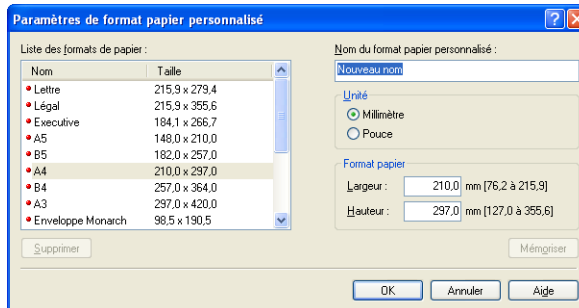 Paramètres de format papier personnalisé
Liste des formats de papier :
Nom Taille
Lettre 215,9 x 279,4
Légal 215,9 x 355,6
Executive 184,1 x 266,7
A5 148,0 x 210,0
B5 182,0 x 257,0
A4 210,0 x 297,0
B4 257,0 x 364,0
A3 297,0 x 420,0
Enveloppe Monarch 98,5 x 190,5
Supprimer
Nom du format papier personnalisé :
Nouveau nom
Unité
Millimètre
Pouce
Format papier
Largeur : 210,0 mm [76,2 à 215,9]
Hauteur : 297,0 mm [127,0 à 355,6]
Mémoriser
OK Annuler Aide